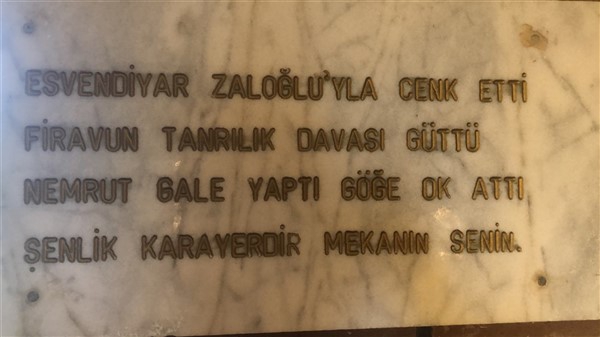 ESVENDİYAR ZALOĞLU'YLA CENK ETTİ
FİRAVUN TANRILIK DAVASI GÜTTÜ
NEMRUT GALE YAPTI GÖĞE OK ATTI
ŞENLİK KARAYERDİR MEKANIN SENİN.